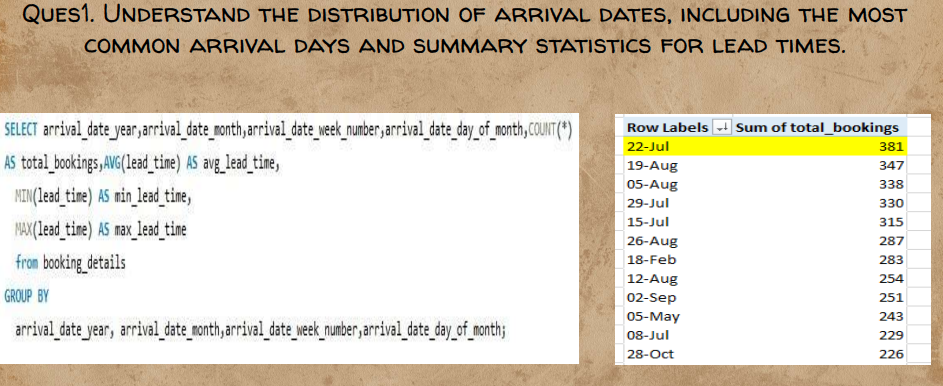 Ques1. Understand the distribution of arrival dates, including the most
common arrival days and summary statistics for lead times.
SELECT arrival_date_year,arrival_date_month,arrival_date_week_number,arrival_date_day_of_month,COUNT(*)
AS total_bookings,AVG(lead_time) AS avg_lead_time,
MIN(lead_time) AS min_lead_time,
MAX(lead_time) AS max_lead_time
from booking_details
GROUP BY
arrival_date_year, arrival_date_month,arrival_date_week_number,arrival_date_day_of_month;
Row Labels Sum of total_bookings
22-Jul 381
19-Aug 347
05-Aug 338
29-Jul 330
15-Jul 315
26-Aug 287
18-Feb 283
12-Aug 254
02-Sep 251
05-May 243
08-Jul 229
28-Oct 226